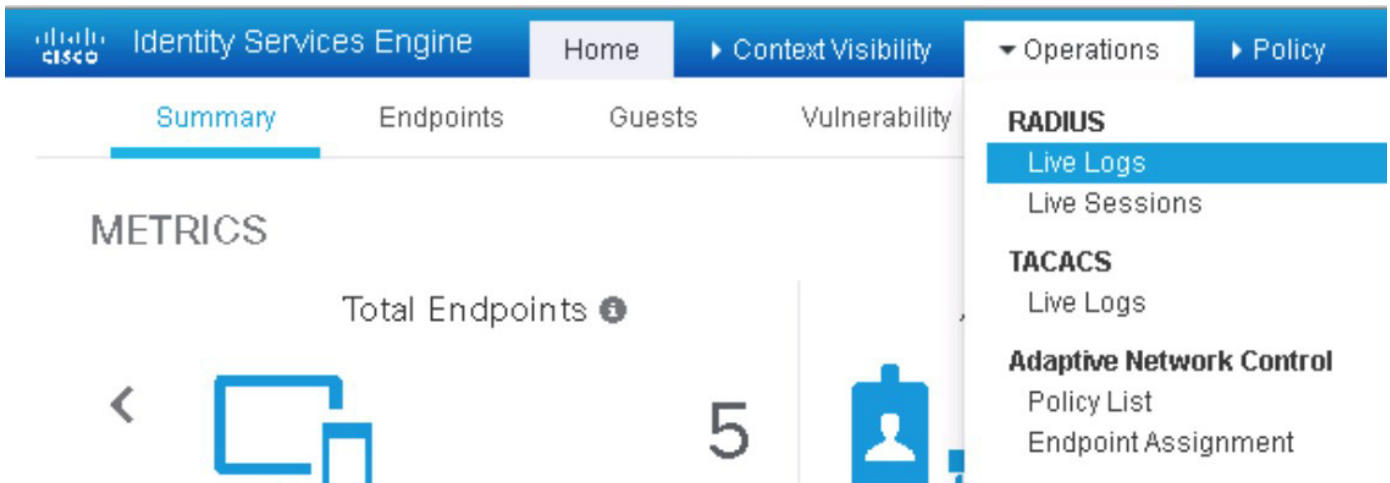 cisco Identity Services Engine Home Context Visibility Operations Policy
Summary Endpoints Guests Vulnerability
RADIUS
Live Logs
Live Sessions
TACACS
Live Logs
Adaptive Network Control
Policy List
Endpoint Assignment
METRICS
Total Endpoints
5